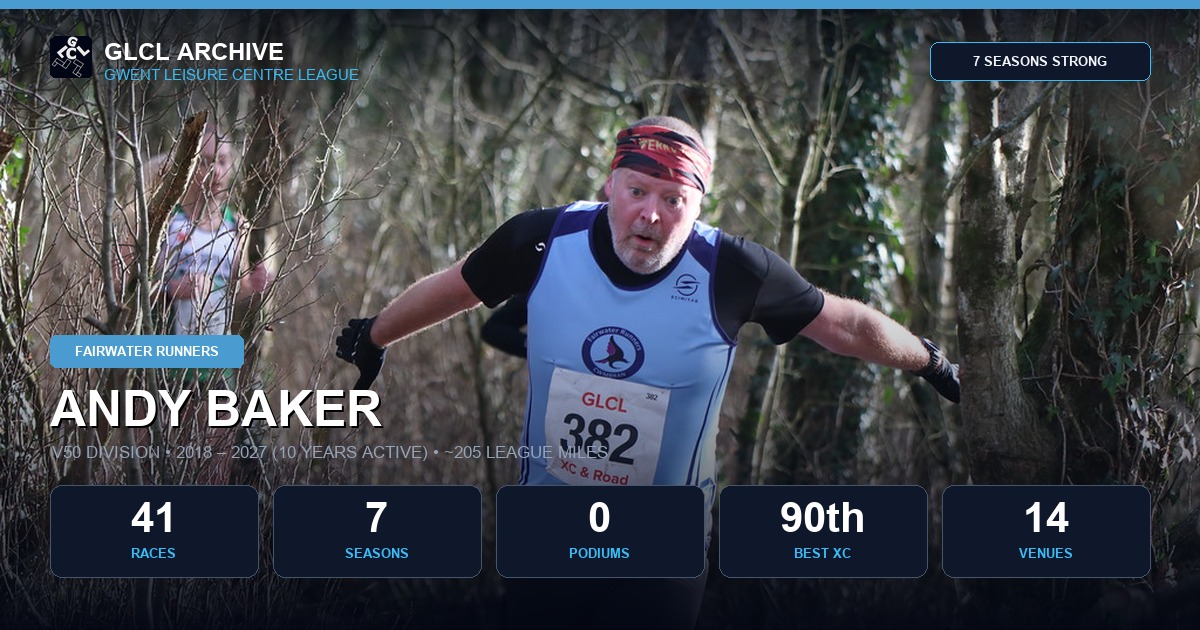 GLCL ARCHIVE
GWENT LEISURE CENTRE LEAGUE
7 SEASONS STRONG
FAIRWATER RUNNERS
ANDY BAKER
V50 DIVISION • 2018 – 2027 (10 YEARS ACTIVE) • ~205 LEAGUE MILES
Fairwater Runners
CWMBRAN
GLCL
382
382
XC & Road
41
RACES
7
SEASONS
0
PODIUMS
90th
BEST XC
14
VENUES